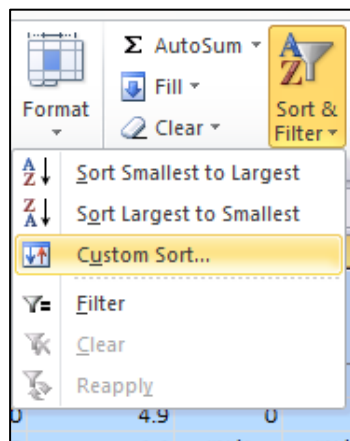 Σ AutoSum
Fill
Clear
Format
Sort &
Filter
Sort Smallest to Largest
Sort Largest to Smallest
Custom Sort...
Filter
Clear
Reapply
0 4.9 0